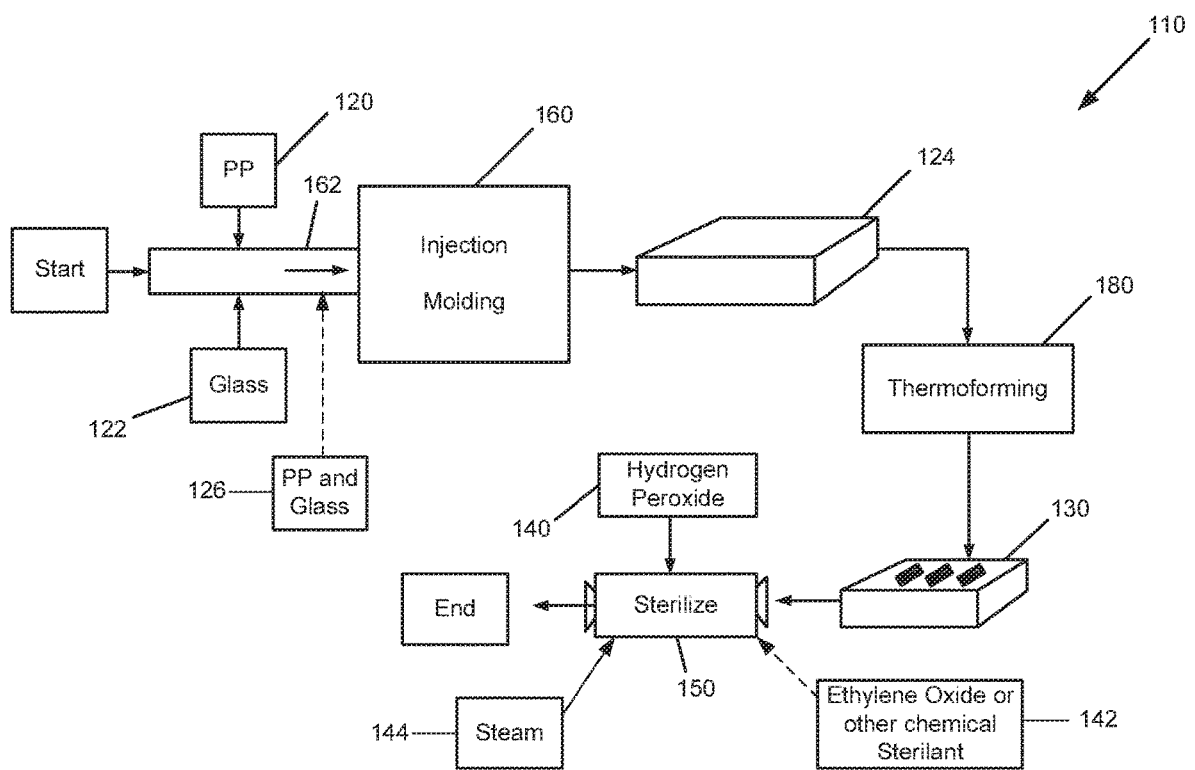 110
120
160
PP
162
124
Start
Injection
Molding
180
Glass
Thermoforming
122
126
PP and
Glass
Hydrogen
Peroxide
140
130
End
Sterilize
150
144
Steam
Ethylene Oxide or
other chemical
Sterilant
142